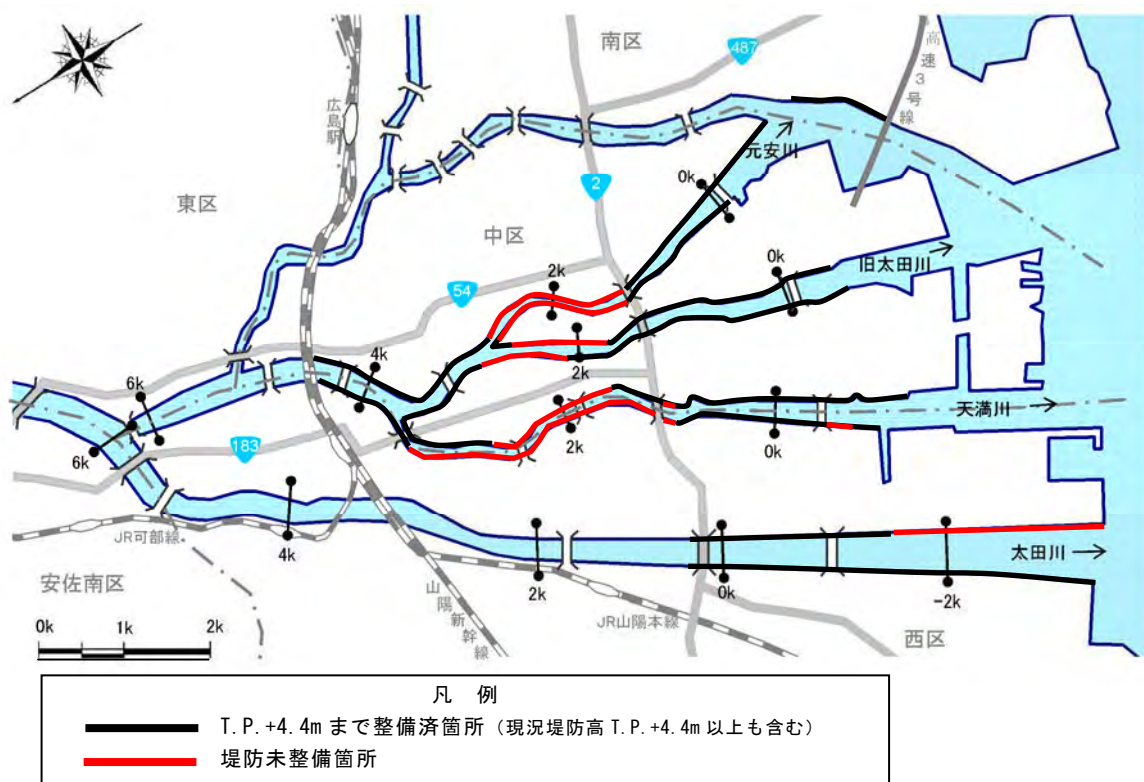 南区
487
高速3号線
広島駅
元安川
0k
2
東区
中区
2k
0k
旧太田川
54
4k
2k
6k
天満川
2k
0k
183
6k
JR可部線
4k
2k
0k
太田川
-2k
安佐南区
山陽新幹線
JR山陽本線
西区
0k 1k 2k
凡 例
T.P.+4.4m まで整備済箇所（現況堤防高 T.P.+4.4m 以上も含む）
堤防未整備箇所